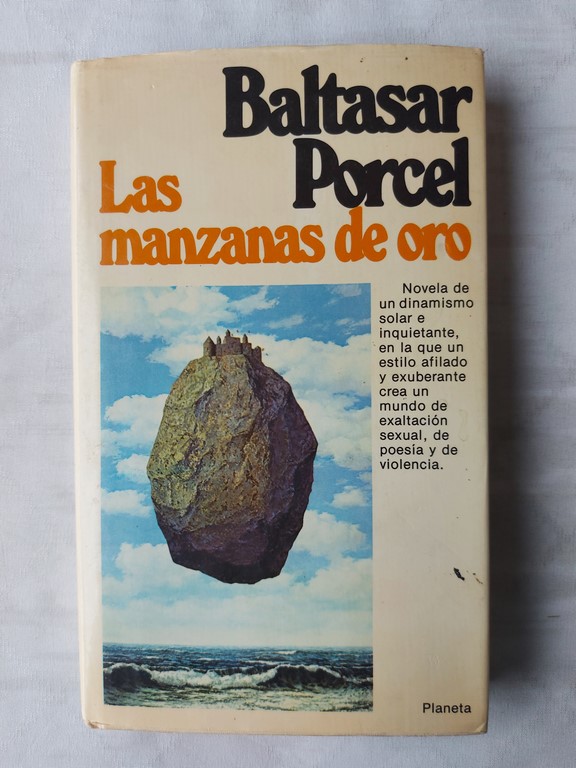 Baltasar
Porcel
Las
manzanas de oro
Novela de
un dinamismo
solar e
inquietante,
en la que un
estilo afilado
y exuberante
crea un
mundo de
exaltación
sexual, de
poesía y de
violencia.
Planeta